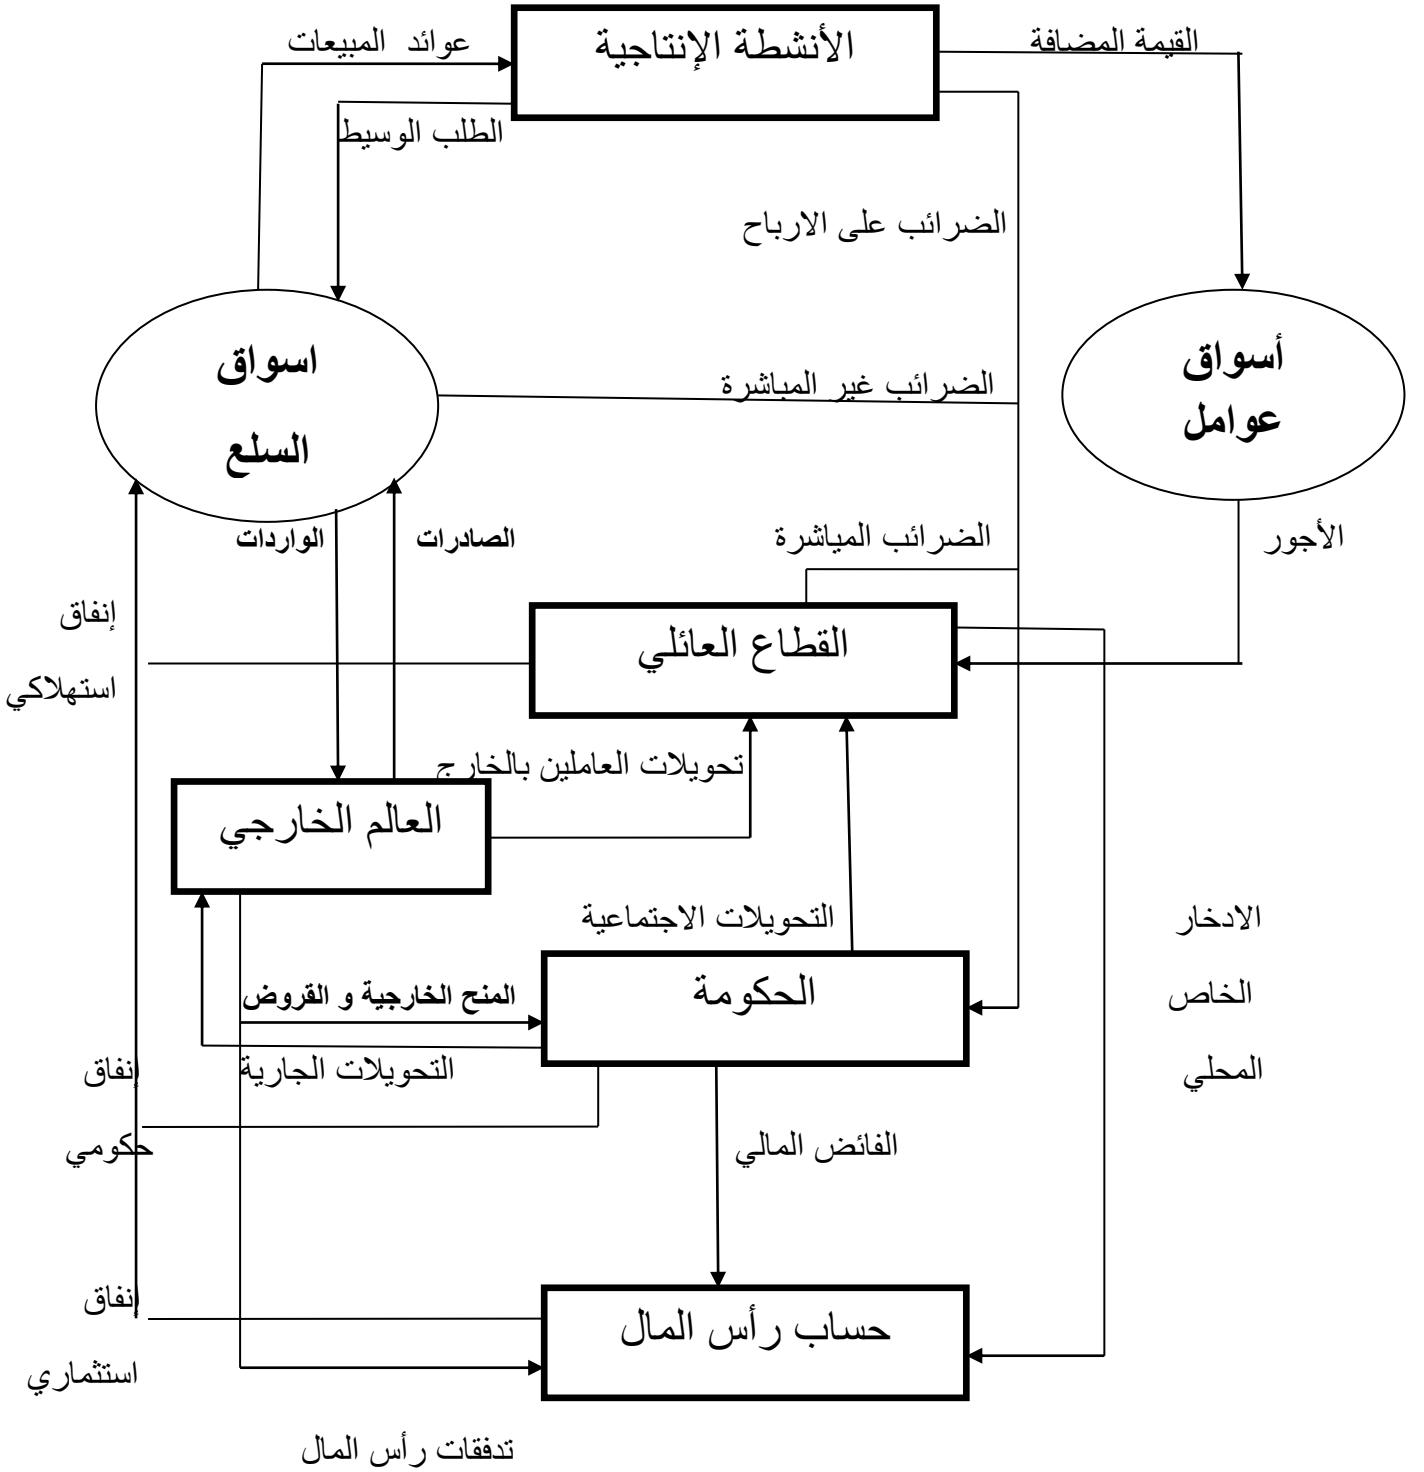 الأنشطة الإنتاجية
القيمة المضافة
عوائد المبيعات
الطلب الوسيط
الضرائب على الارباح
أسواق
عوامل
اسواق
السلع
الضرائب غير المباشرة
الأجور
الضرائب المياشرة
الصادرات
الواردات
إنفاق
استهلاكي
القطاع العائلي
تحويلات العاملين بالخارج
العالم الخارجي
الادخار
الخاص
المحلي
التحويلات الاجتماعية
الحكومة
المنح الخارجية و القروض
التحويلات الجارية
إنفاق
حكومي
الفائض المالي
إنفاق
استثماري
حساب رأس المال
تدفقات رأس المال